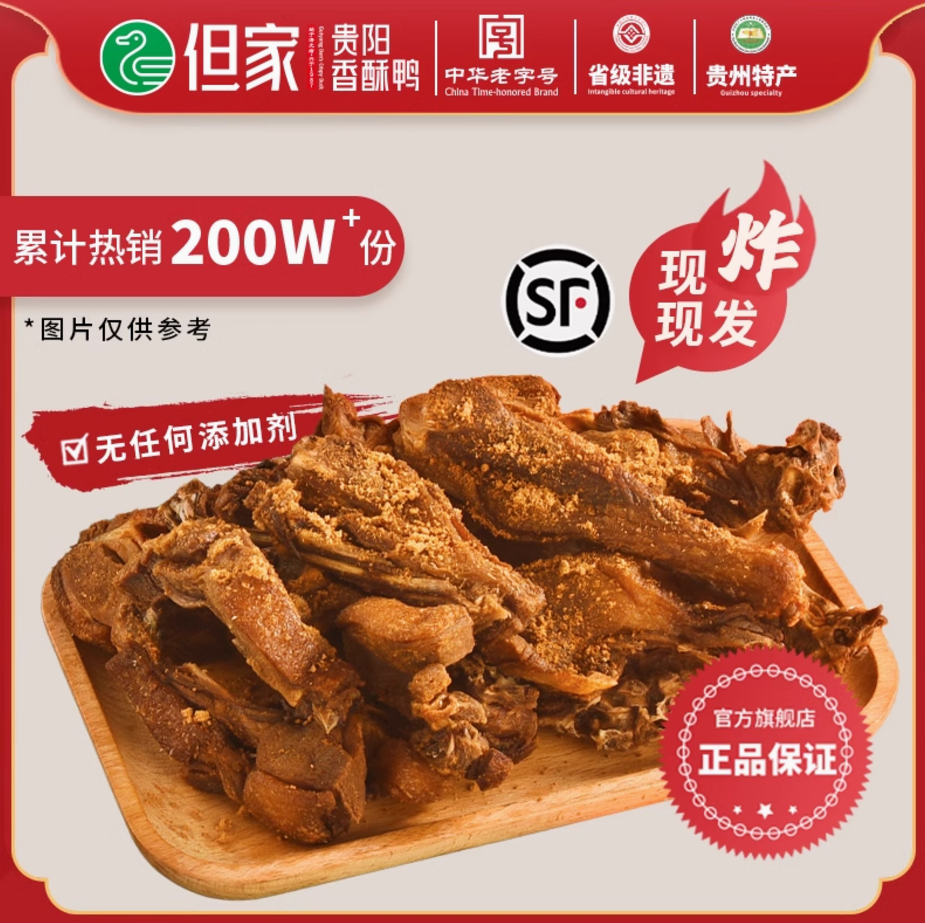 但家
贵阳
香酥鸭
中华老字号
China Time-honored Brand
省级非遗
Intangible cultural heritage
贵州特产
Guizhou specialty
累计热销200W+份
*图片仅供参考
SF
现炸
现发
无任何添加剂
官方旗舰店
正品保证